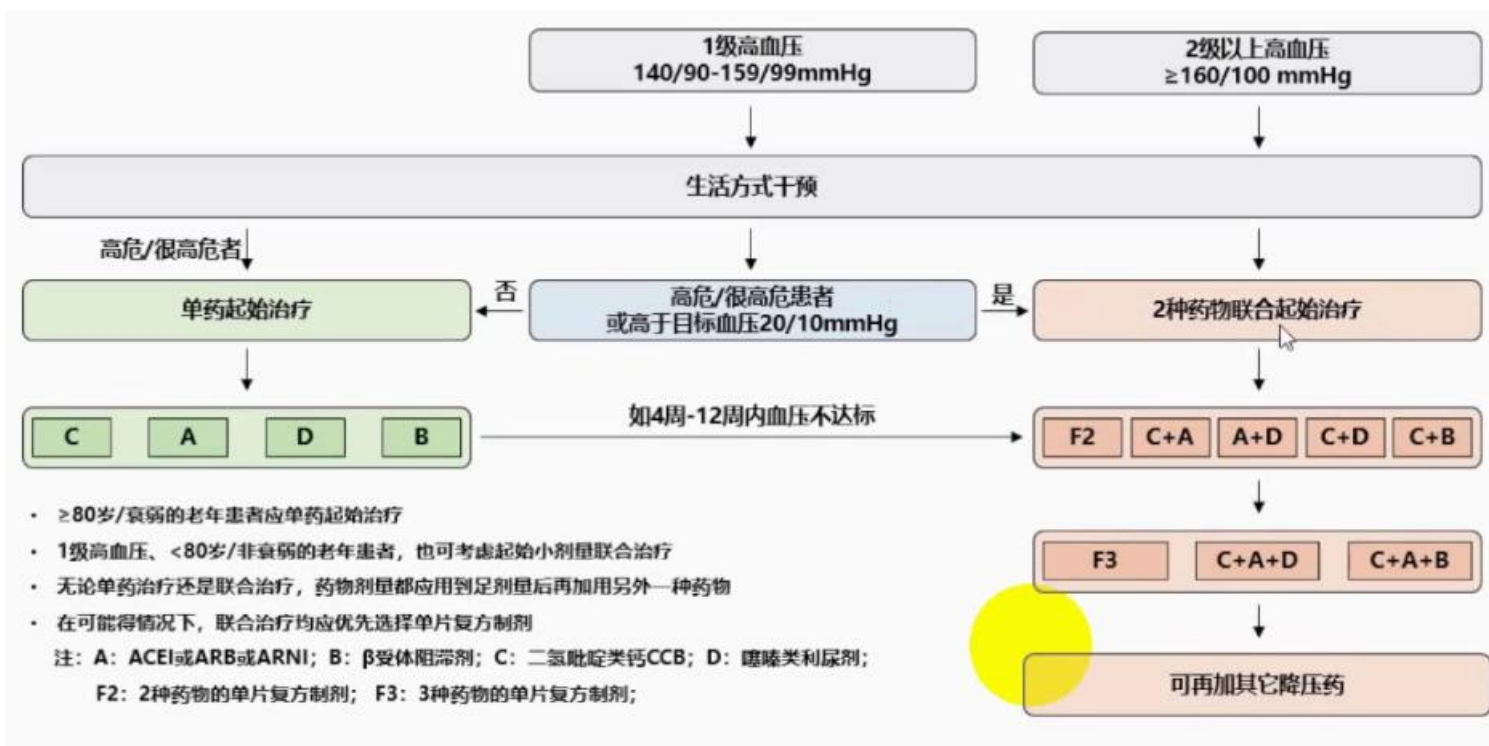 1级高血压
140/90-159/99mmHg
2级以上高血压
≥160/100 mmHg
生活方式干预
高危/很高危者
单药起始治疗
否
高危/很高危患者
或高于目标血压20/10mmHg
是
2种药物联合起始治疗
C A D B
如4周-12周内血压不达标
F2 C+A A+D C+D C+B
F3 C+A+D C+A+B
可再加其它降压药
· ≥80岁/衰弱的老年患者应单药起始治疗
· 1级高血压、<80岁/非衰弱的老年患者，也可考虑起始小剂量联合治疗
· 无论单药治疗还是联合治疗，药物剂量都应用到足剂量后再加用另外一种药物
· 在可能得情况下，联合治疗均应优先选择单片复方制剂
注：A：ACEI或ARB或ARNI；B：β受体阻滞剂；C：二氢吡啶类钙CCB；D：噻嗪类利尿剂；
F2：2种药物的单片复方制剂；F3：3种药物的单片复方制剂；